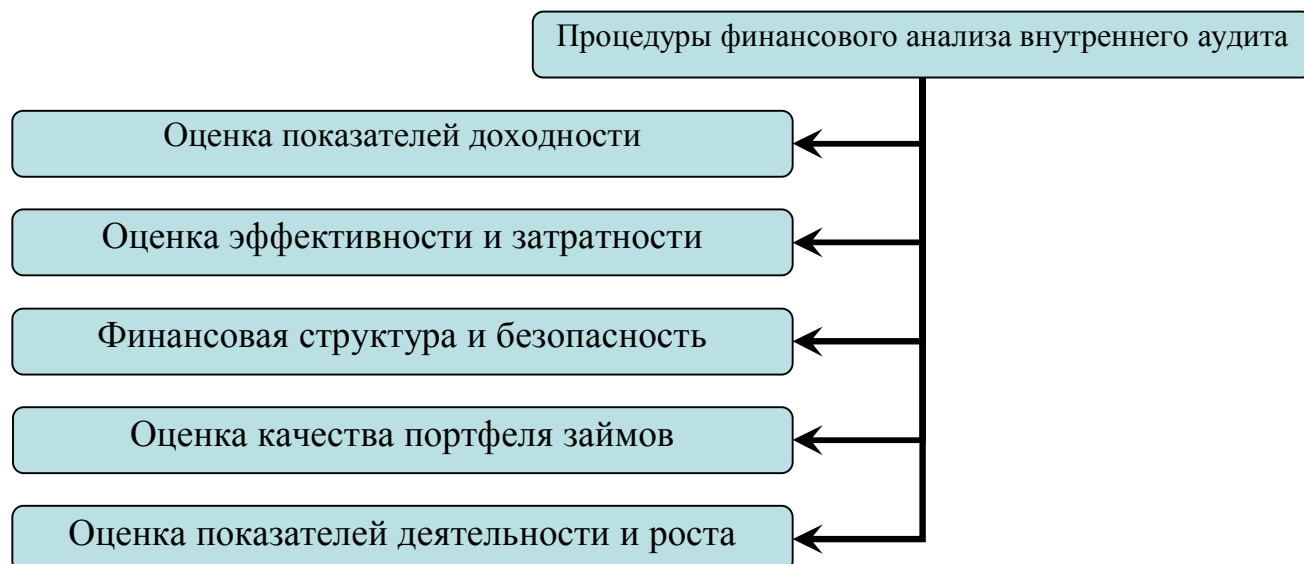 Процедуры финансового анализа внутреннего аудита
Оценка показателей доходности
Оценка эффективности и затратности
Финансовая структура и безопасность
Оценка качества портфеля займов
Оценка показателей деятельности и роста